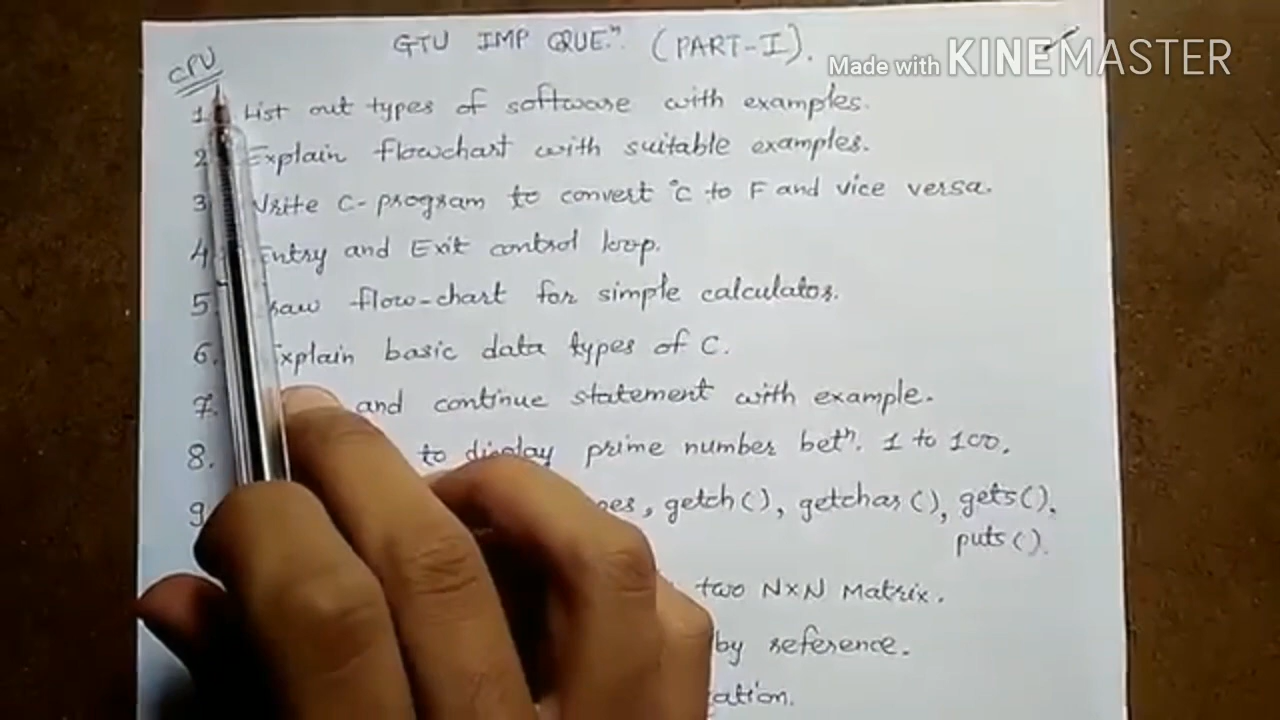 CPU
GTU IMP QUE.n (PART-I).
Made with KINEMASTER
1. List out types of software with examples.
2. Explain flowchart with suitable examples.
3. Write C-program to convert °C to F and vice versa.
4. Entry and Exit control loop.
5. flow-chart for simple calculator.
6. Explain basic data types of C.
7. and continue statement with example.
8. to display prime number betn. 1 to 100.
9 getch(), getchar(), gets(),
puts().
two NxN Matrix.
by reference.